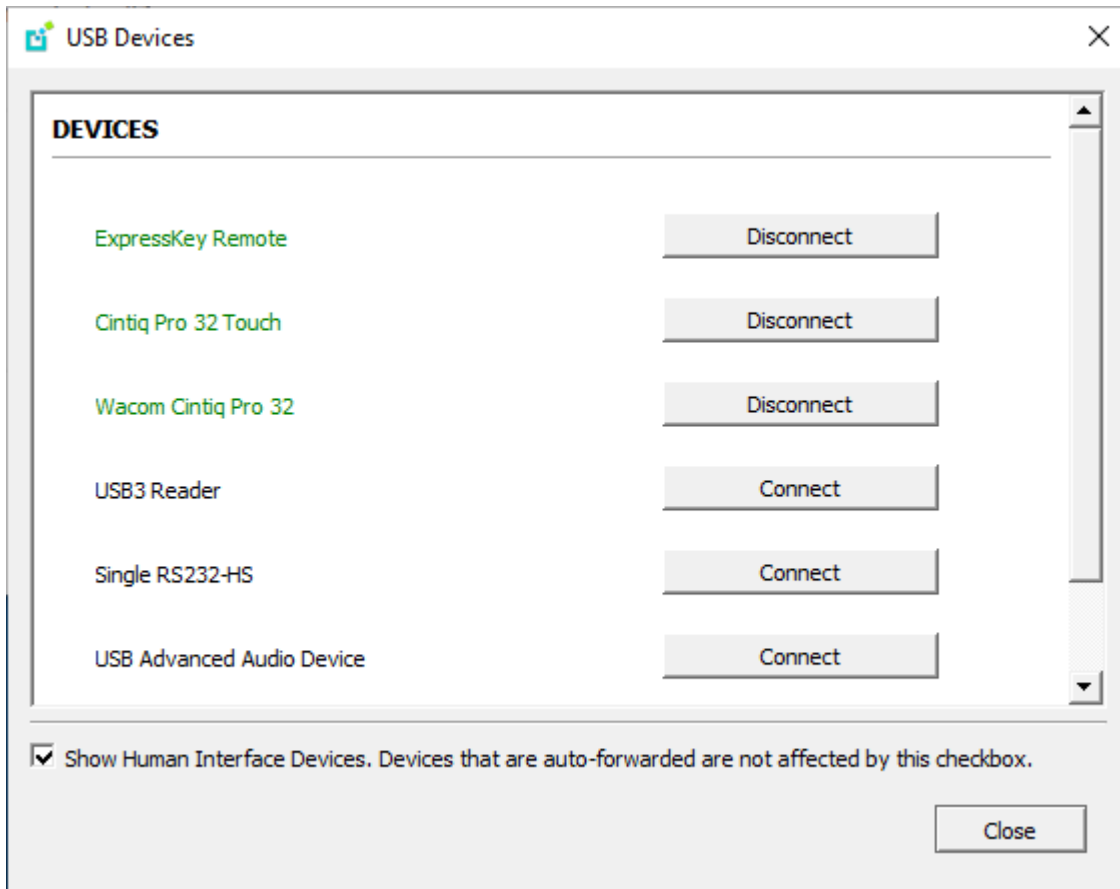 USB Devices
DEVICES
ExpressKey Remote Disconnect
Cintiq Pro 32 Touch Disconnect
Wacom Cintiq Pro 32 Disconnect
USB3 Reader Connect
Single RS232-HS Connect
USB Advanced Audio Device Connect
Show Human Interface Devices. Devices that are auto-forwarded are not affected by this checkbox.
Close